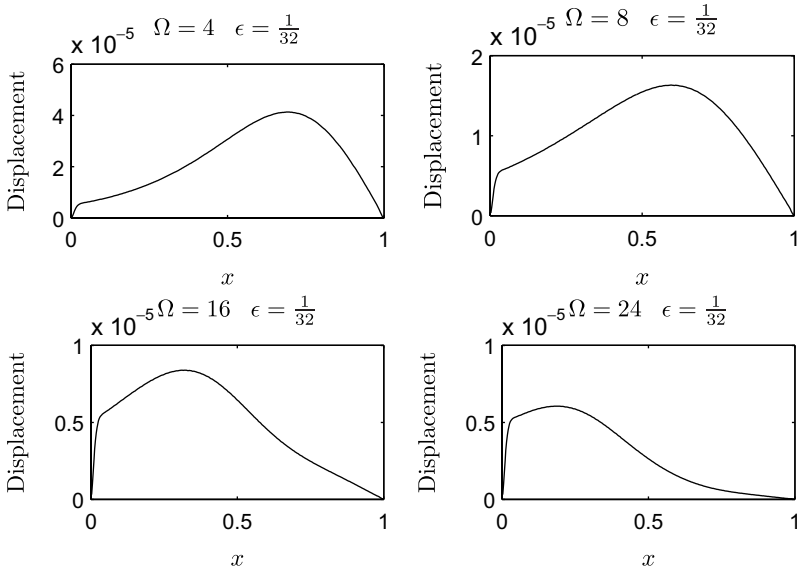 x 10⁻⁵ Ω = 4 ϵ = 1/32
Displacement
6
4
2
0
0 0.5 1
x
x 10⁻⁵ Ω = 8 ϵ = 1/32
Displacement
2
1
0
0 0.5 1
x
x 10⁻⁵ Ω = 16 ϵ = 1/32
Displacement
1
0.5
0
0 0.5 1
x
x 10⁻⁵ Ω = 24 ϵ = 1/32
Displacement
1
0.5
0
0 0.5 1
x